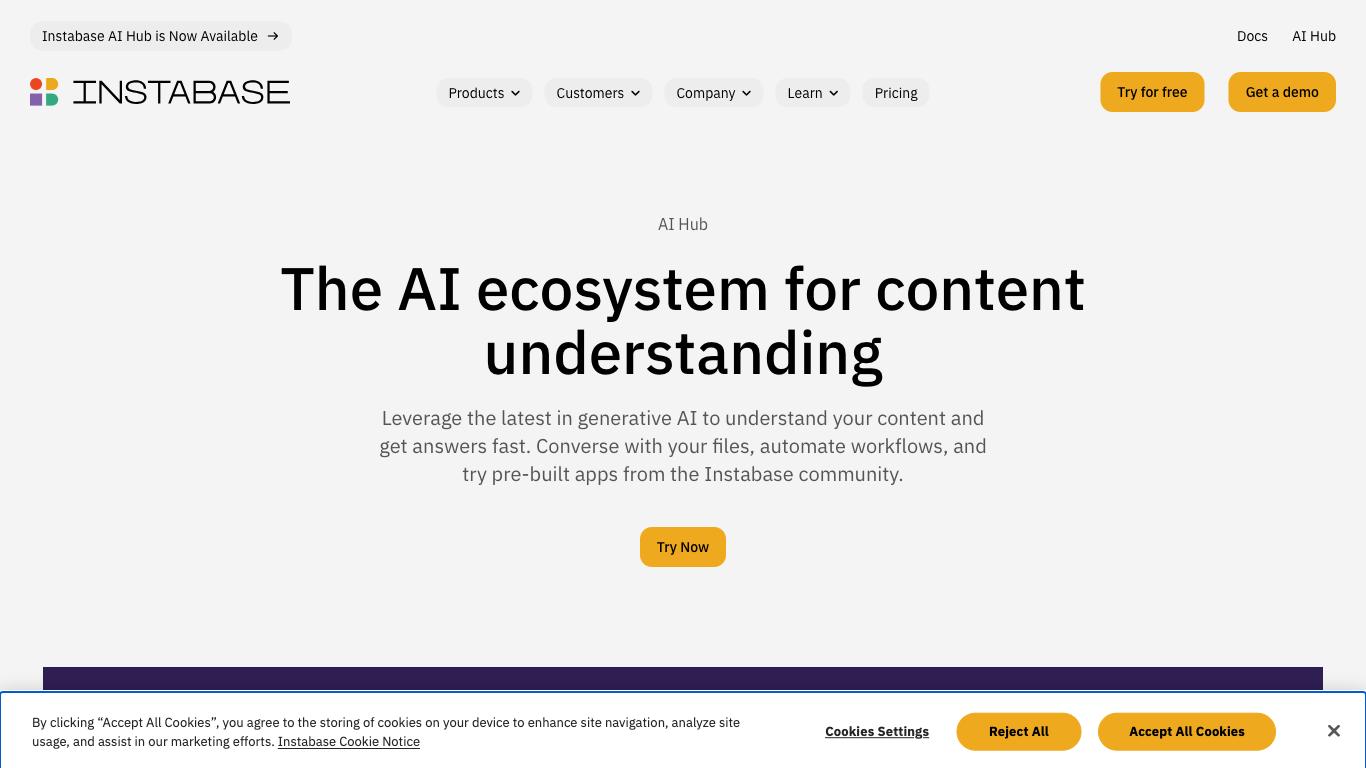 Instabase AI Hub is Now Available →
Docs
AI Hub
INSTABASE
Products
Customers
Company
Learn
Pricing
Try for free
Get a demo
AI Hub
The AI ecosystem for content
understanding
Leverage the latest in generative AI to understand your content and
get answers fast. Converse with your files, automate workflows, and
try pre-built apps from the Instabase community.
Try Now
By clicking “Accept All Cookies”, you agree to the storing of cookies on your device to enhance site navigation, analyze site
usage, and assist in our marketing efforts. Instabase Cookie Notice
Cookies Settings
Reject All
Accept All Cookies